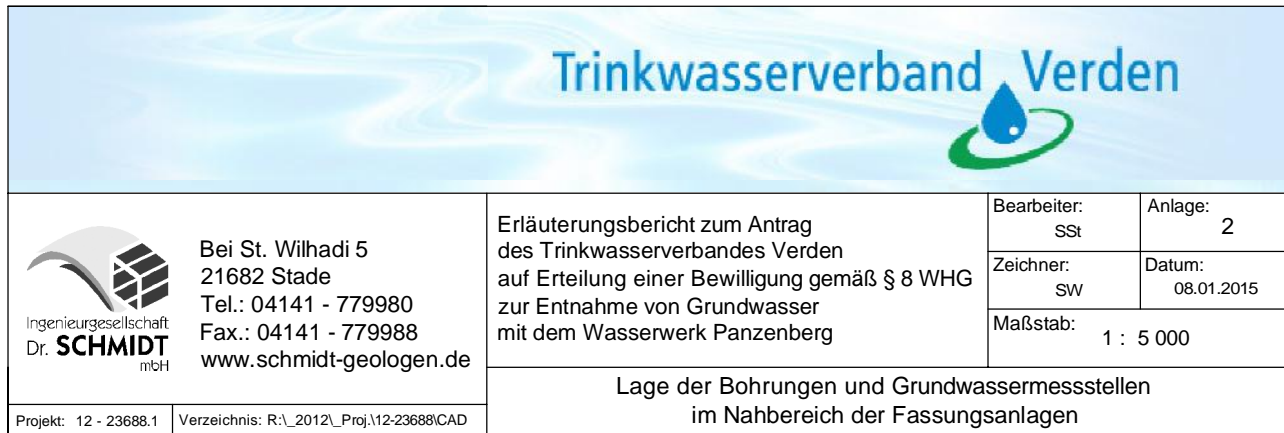 Trinkwasserverband Verden
Ingenieurgesellschaft
Dr. SCHMIDT
mbH
Bei St. Wilhadi 5
21682 Stade
Tel.: 04141 - 779980
Fax.: 04141 - 779988
www.schmidt-geologen.de
Projekt: 12 - 23688.1
Verzeichnis: R:\_2012\_Proj.\12-23688\CAD
Erläuterungsbericht zum Antrag
des Trinkwasserverbandes Verden
auf Erteilung einer Bewilligung gemäß § 8 WHG
zur Entnahme von Grundwasser
mit dem Wasserwerk Panzenberg
Bearbeiter:
SSt
Anlage:
2
Zeichner:
SW
Datum:
08.01.2015
Maßstab:
1 : 5 000
Lage der Bohrungen und Grundwassermessstellen
im Nahbereich der Fassungsanlagen